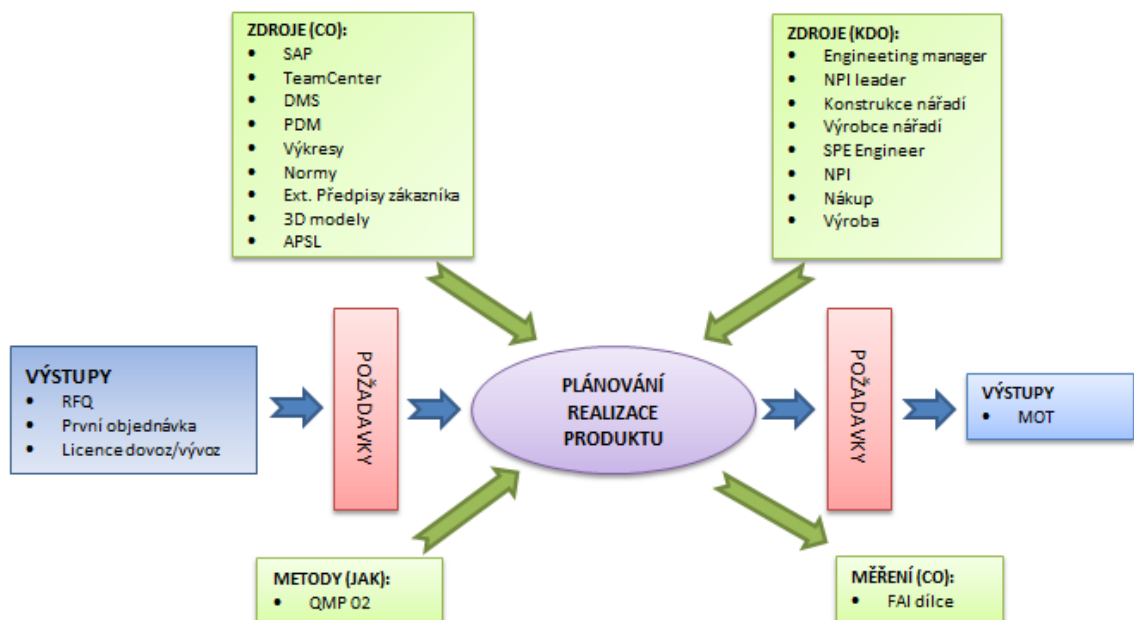 ZDROJE (CO):
SAP
TeamCenter
DMS
PDM
Výkresy
Normy
Ext. Předpisy zákazníka
3D modely
APSL
ZDROJE (KDO):
Engineeting manager
NPI leader
Konstrukce nářadí
Výrobce nářadí
SPE Engineer
NPI
Nákup
Výroba
VÝSTUPY
RFQ
První objednávka
Licence dovoz/vývoz
POŽADAVKY
PLÁNOVÁNÍ
REALIZACE
PRODUKTU
POŽADAVKY
VÝSTUPY
MOT
METODY (JAK):
QMP 02
MĚŘENÍ (CO):
FAI dílce